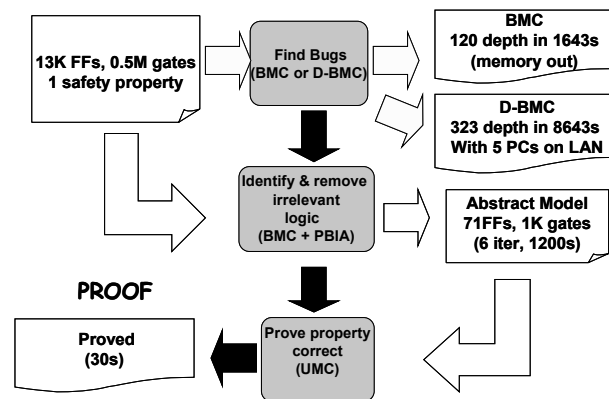 13K FFs, 0.5M gates
1 safety property
Find Bugs
(BMC or D-BMC)
BMC
120 depth in 1643s
(memory out)
D-BMC
323 depth in 8643s
With 5 PCs on LAN
Identify & remove
irrelevant
logic
(BMC + PBIA)
Abstract Model
71FFs, 1K gates
(6 iter, 1200s)
PROOF
Proved
(30s)
Prove property
correct
(UMC)